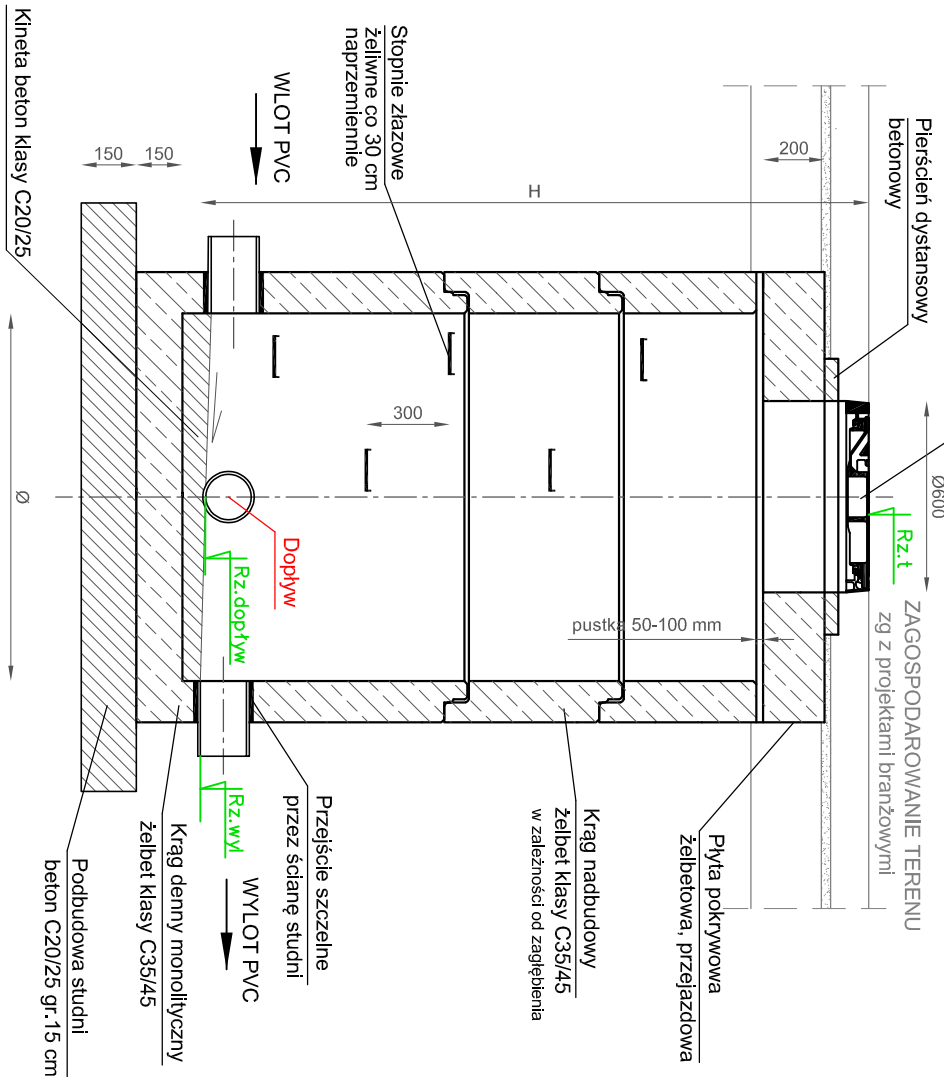 Pierścień dystansowy
betonowy
Ø600
Rz.t
ZAGOSPODAROWANIE TERENU
zg z projektami branżowymi
200
H
pustka 50-100 mm
Płyta pokrywowa
żelbetowa, przejazdowa
Stopnie złazowe
żeliwne co 30 cm
naprzemiennie
300
Krąg nadbudowy
żelbet klasy C35/45
w zależności od zagłębienia
WLOT PVC
Dopływ
Rz.dopływ
Rz.wyl
WYLOT PVC
Przejście szczelne
przez ścianę studni
150
150
Krąg denny monolityczny
żelbet klasy C35/45
Kineta beton klasy C20/25
Ø
Podbudowa studni
beton C20/25 gr.15 cm